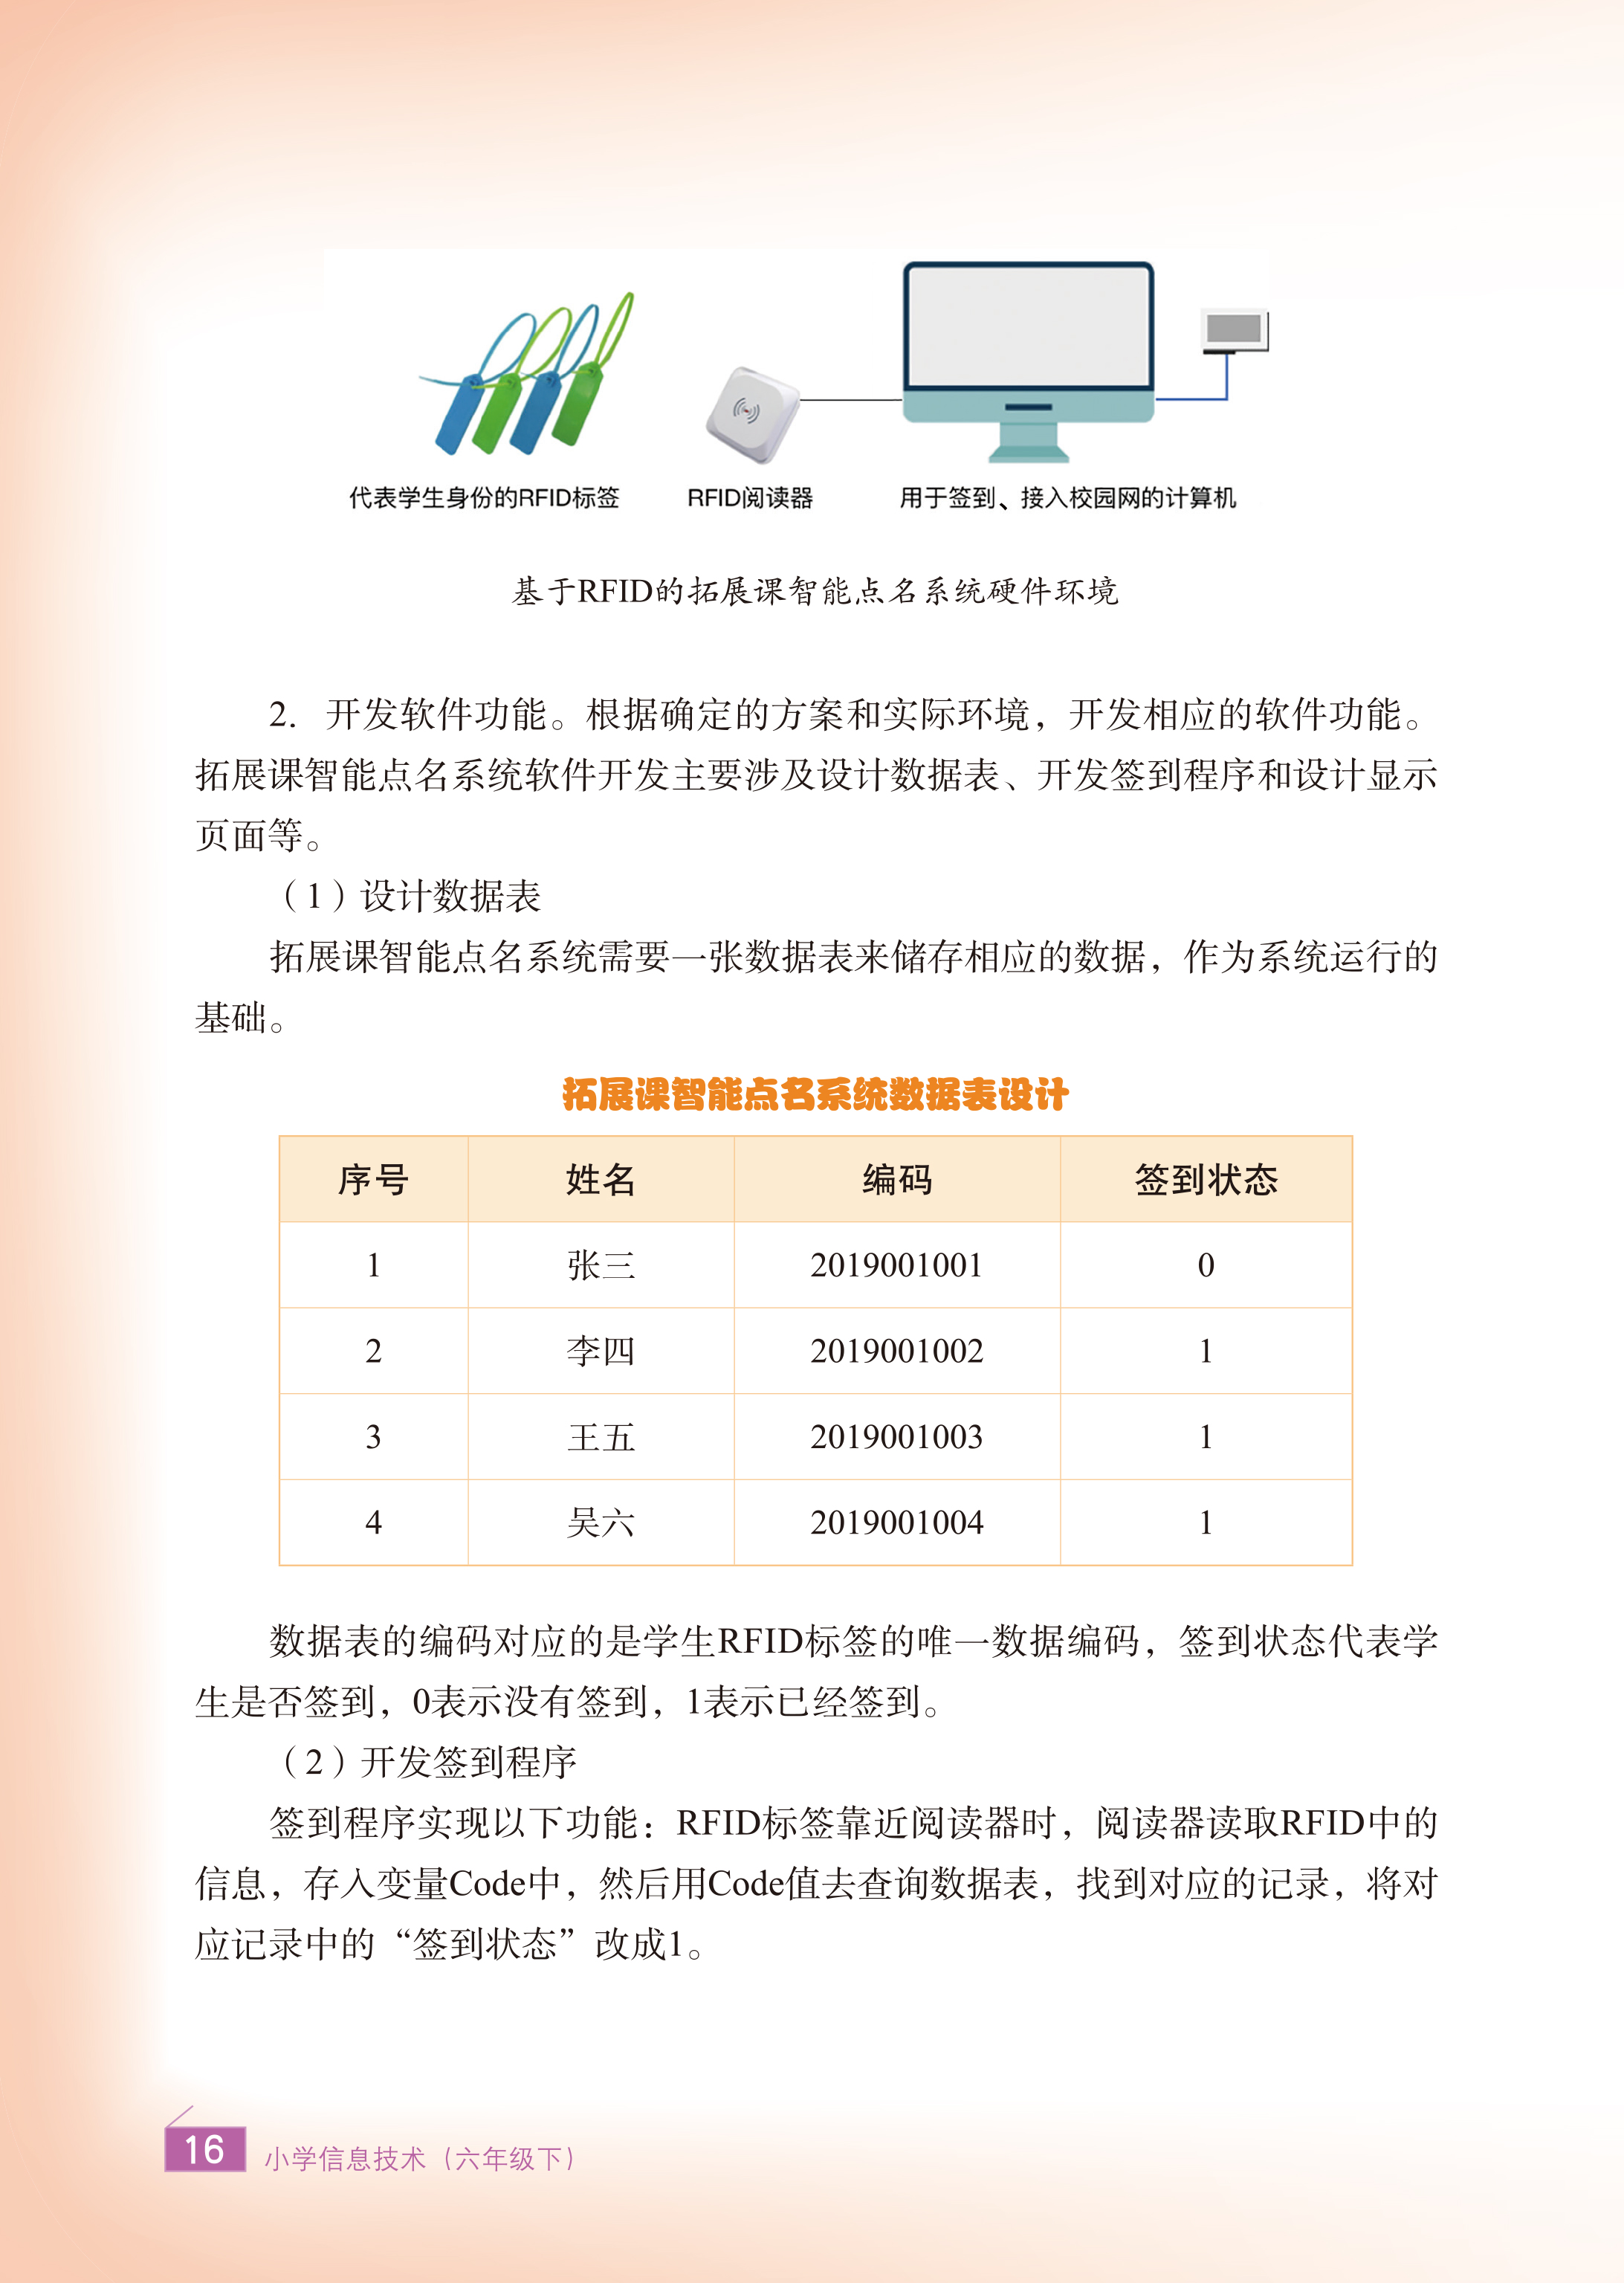 代表学生身份的RFID标签 RFID阅读器 用于签到、接入校园网的计算机
基于RFID的拓展课智能点名系统硬件环境
2. 开发软件功能。根据确定的方案和实际环境，开发相应的软件功能。
拓展课智能点名系统软件开发主要涉及设计数据表、开发签到程序和设计显示
页面等。
（1）设计数据表
拓展课智能点名系统需要一张数据表来储存相应的数据，作为系统运行的
基础。
拓展课智能点名系统数据表设计
序号 姓名 编码 签到状态
1 张三 2019001001 0
2 李四 2019001002 1
3 王五 2019001003 1
4 吴六 2019001004 1
数据表的编码对应的是学生RFID标签的唯一数据编码，签到状态代表学
生是否签到，0表示没有签到，1表示已经签到。
（2）开发签到程序
签到程序实现以下功能：RFID标签靠近阅读器时，阅读器读取RFID中的
信息，存入变量Code中，然后用Code值去查询数据表，找到对应的记录，将对
应记录中的“签到状态”改成1。
16 小学信息技术（六年级下）